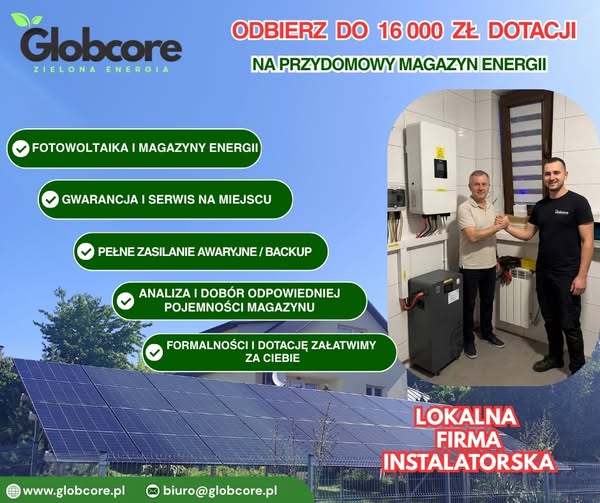 Globcore
ZIELONA ENERGIA
ODBIERZ DO 16 000 ZŁ DOTACJI
NA PRZYDOMOWY MAGAZYN ENERGII
FOTOWOLTAIKA I MAGAZYNY ENERGII
GWARANCJA I SERWIS NA MIEJSCU
PEŁNE ZASILANIE AWARYJNE / BACKUP
ANALIZA I DOBÓR ODPOWIEDNIEJ
POJEMNOŚCI MAGAZYNU
FORMALNOŚCI I DOTACJĘ ZAŁATWIMY
ZA CIEBIE
Globcore
LOKALNA
FIRMA
INSTALATORSKA
www.globcore.pl
biuro@globcore.pl